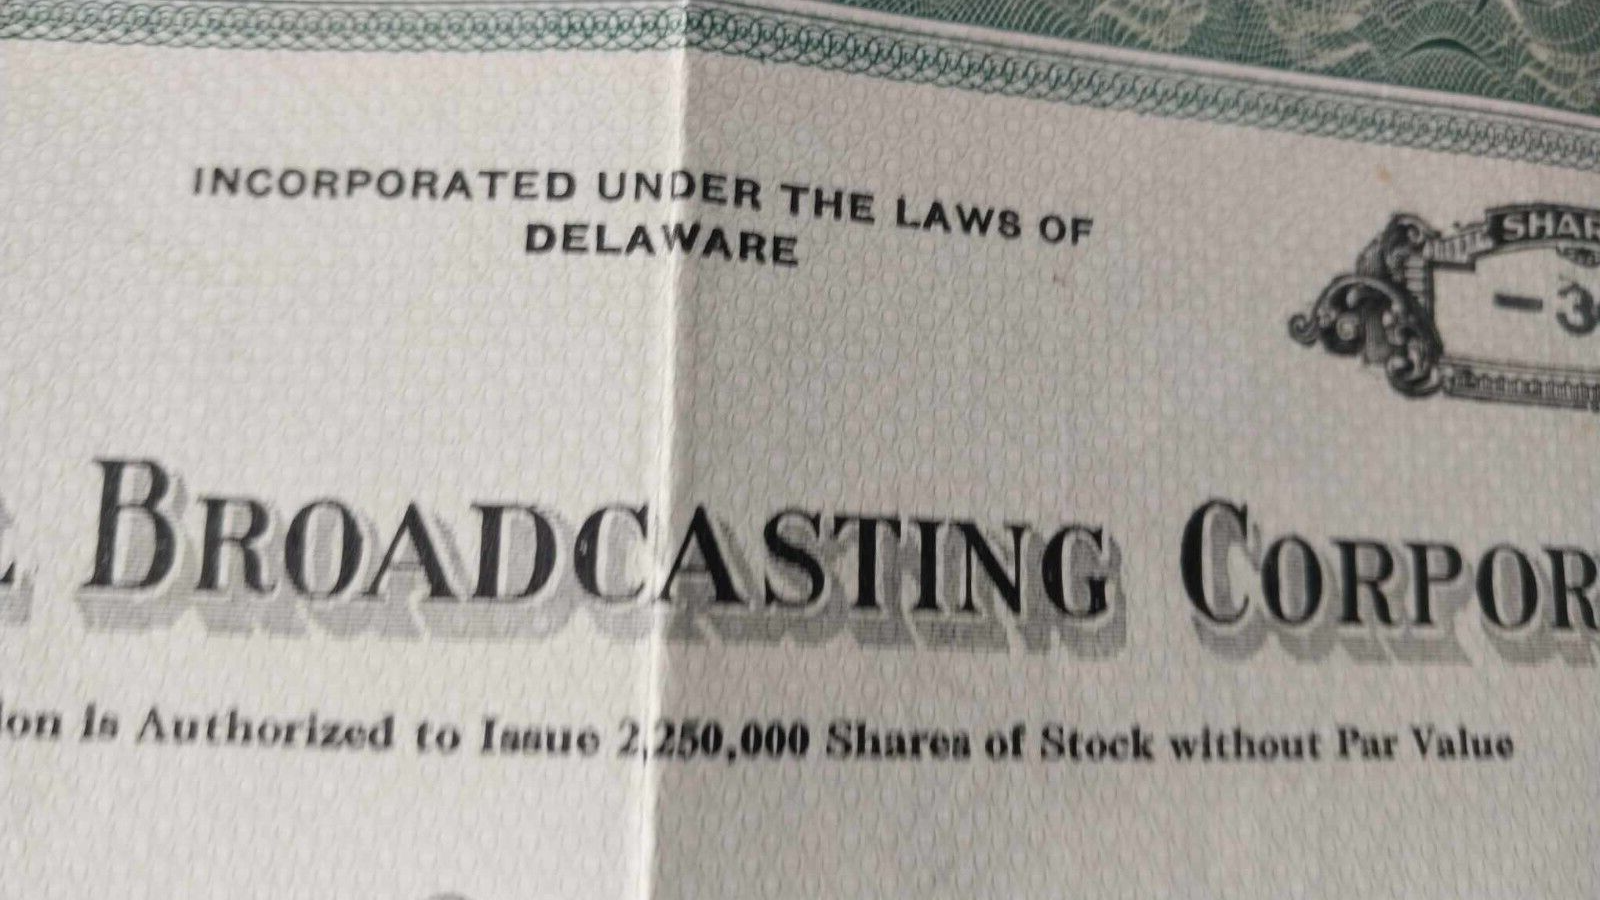 INCORPORATED UNDER THE LAWS OF
DELAWARE
SHAR
- 3
L BROADCASTING CORPOR
ion is Authorized to Issue 2,250,000 Shares of Stock without Par Value